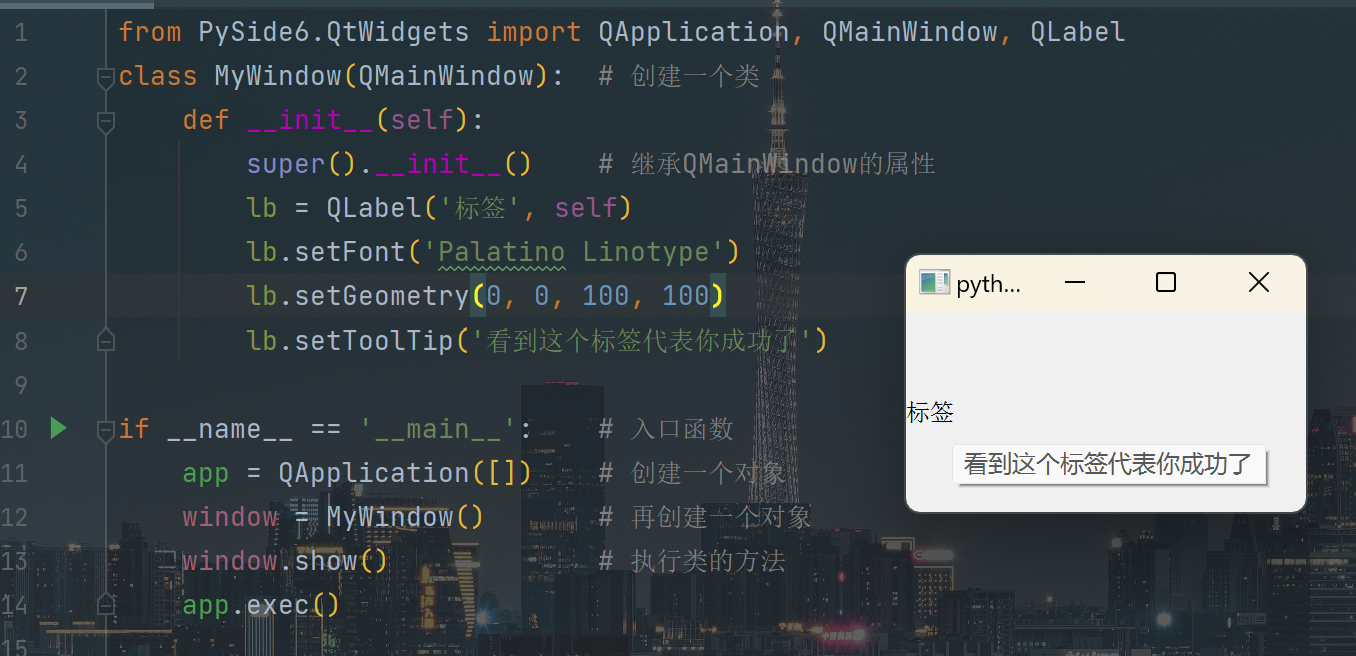 1 from PySide6.QtWidgets import QApplication, QMainWindow, QLabel
2 class MyWindow(QMainWindow):  # 创建一个类
3     def __init__(self):
4         super().__init__()    # 继承QMainWindow的属性
5         lb = QLabel('标签', self)
6         lb.setFont('Palatino Linotype')
7         lb.setGeometry(0, 0, 100, 100)
8         lb.setToolTip('看到这个标签代表你成功了')
9
10 if __name__ == '__main__':    # 入口函数
11     app = QApplication([])    # 创建一个对象
12     window = MyWindow()       # 再创建一个对象
13     window.show()             # 执行类的方法
14     app.exec()
15
pyth...
标签
看到这个标签代表你成功了